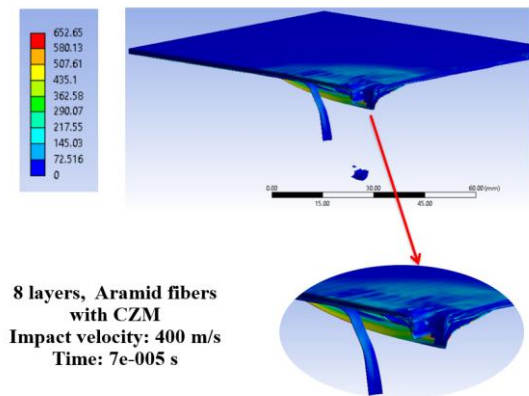 652.65
580.13
507.61
435.1
362.58
290.07
217.55
145.03
72.516
0
0.00 30.00 60.00 (mm)
15.00 45.00
8 layers, Aramid fibers
with CZM
Impact velocity: 400 m/s
Time: 7e-005 s